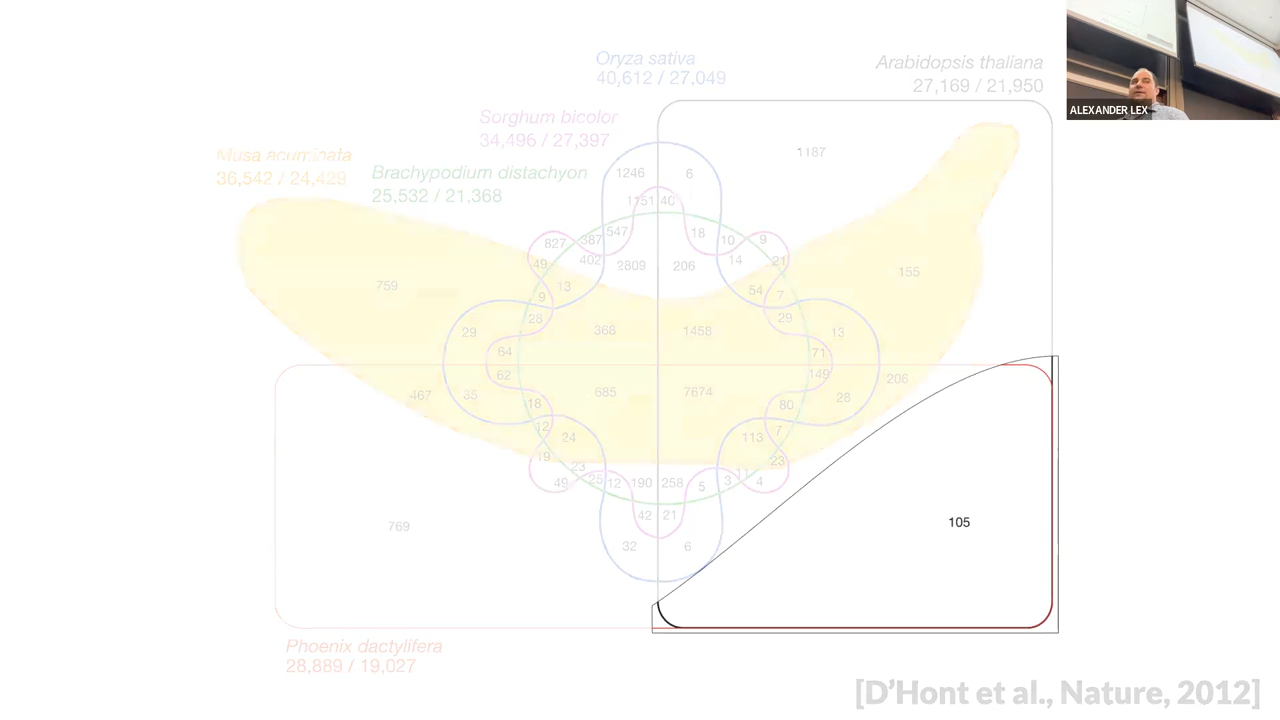 Oryza sativa
40,612 / 27,049
Arabidopsis thaliana
27,169 / 21,950
Sorghum bicolor
34,496 / 27,397
Musa acuminata
36,542 / 24,429
Brachypodium distachyon
25,532 / 21,368
ALEXANDER LEX
1187
1246 6
1151 40
827 387 547 18 10 9
49 402 2809 206 14 21
759 9 13 54 7 155
28 29
29 368 1458 13
64 71
62 149 206
467 35 685 7674 28
18 80
12 24 113 7
19 23 23
49 25 12 190 258 5 3 11 4
42 21
769 32 6 105
Phoenix dactylifera
28,889 / 19,027
[D'Hont et al., Nature, 2012]